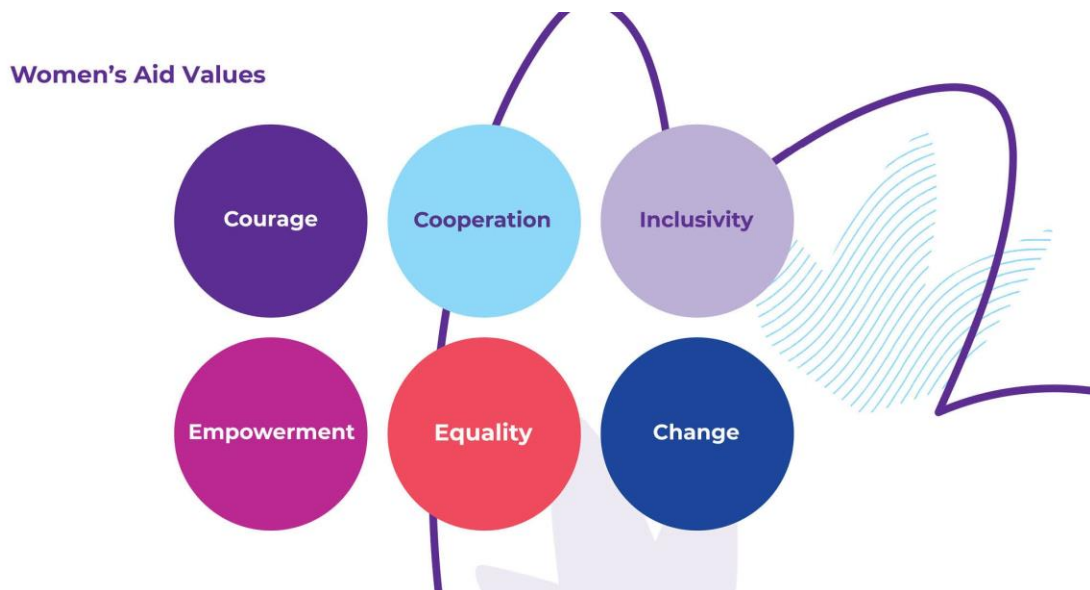 Women’s Aid Values
Courage
Cooperation
Inclusivity
Empowerment
Equality
Change